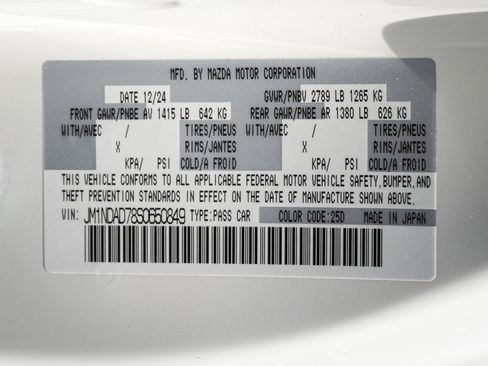 MFD. BY MAZDA MOTOR CORPORATION
DATE 12/24 GVWR/PNBV 2789 LB 1265 KG
FRONT GAWR/PNBE AV 1415 LB 642 KG REAR GAWR/PNBE AR 1380 LB 626 KG
WITH/AVEC / TIRES/PNEUS WITH/AVEC / TIRES/PNEUS
X RIMS/JANTES X RIMS/JANTES
KPA/ PSI COLD/A FROID KPA/ PSI COLD/A FROID
THIS VEHICLE CONFORMS TO ALL APPLICABLE FEDERAL MOTOR VEHICLE SAFETY,BUMPER,AND
THEFT PREVENTION STANDARDS IN EFFECT ON THE DATE OF MANUFACTURE SHOWN ABOVE.
VIN: JM1NDAD78S0650849 TYPE:PASS CAR COLOR CODE:25D MADE IN JAPAN